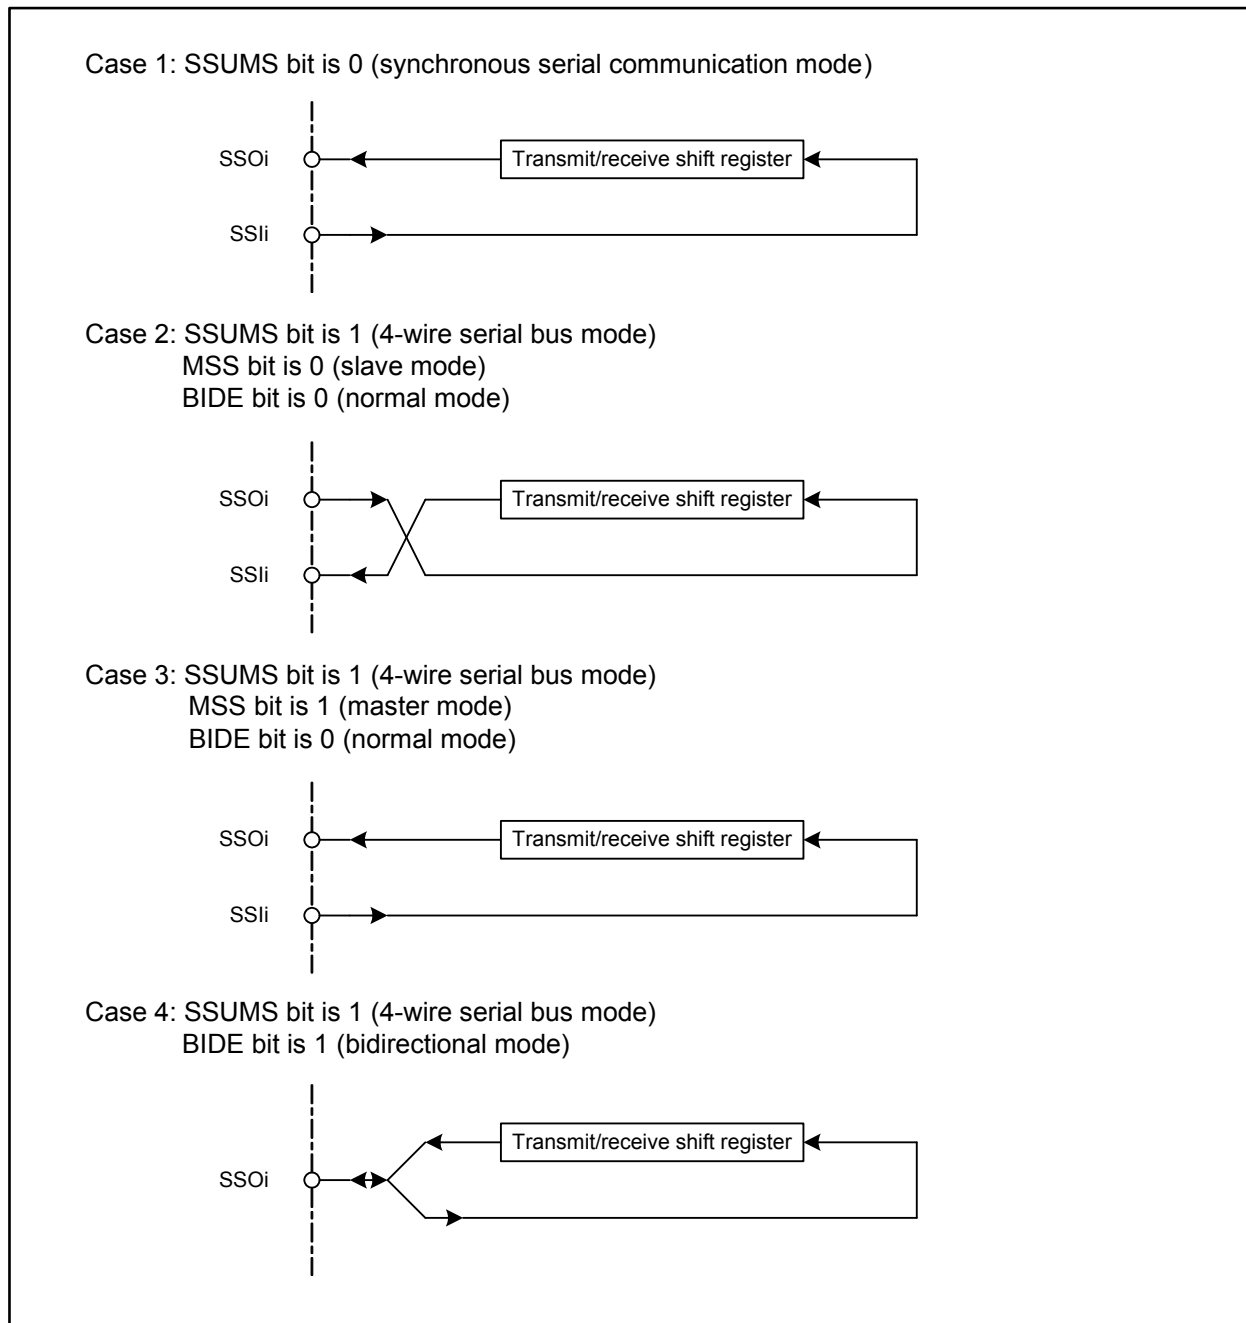 Case 1: SSUMS bit is 0 (synchronous serial communication mode)
SSOi
Transmit/receive shift register
SSIi
Case 2: SSUMS bit is 1 (4-wire serial bus mode)
MSS bit is 0 (slave mode)
BIDE bit is 0 (normal mode)
SSOi
Transmit/receive shift register
SSIi
Case 3: SSUMS bit is 1 (4-wire serial bus mode)
MSS bit is 1 (master mode)
BIDE bit is 0 (normal mode)
SSOi
Transmit/receive shift register
SSIi
Case 4: SSUMS bit is 1 (4-wire serial bus mode)
BIDE bit is 1 (bidirectional mode)
Transmit/receive shift register
SSOi